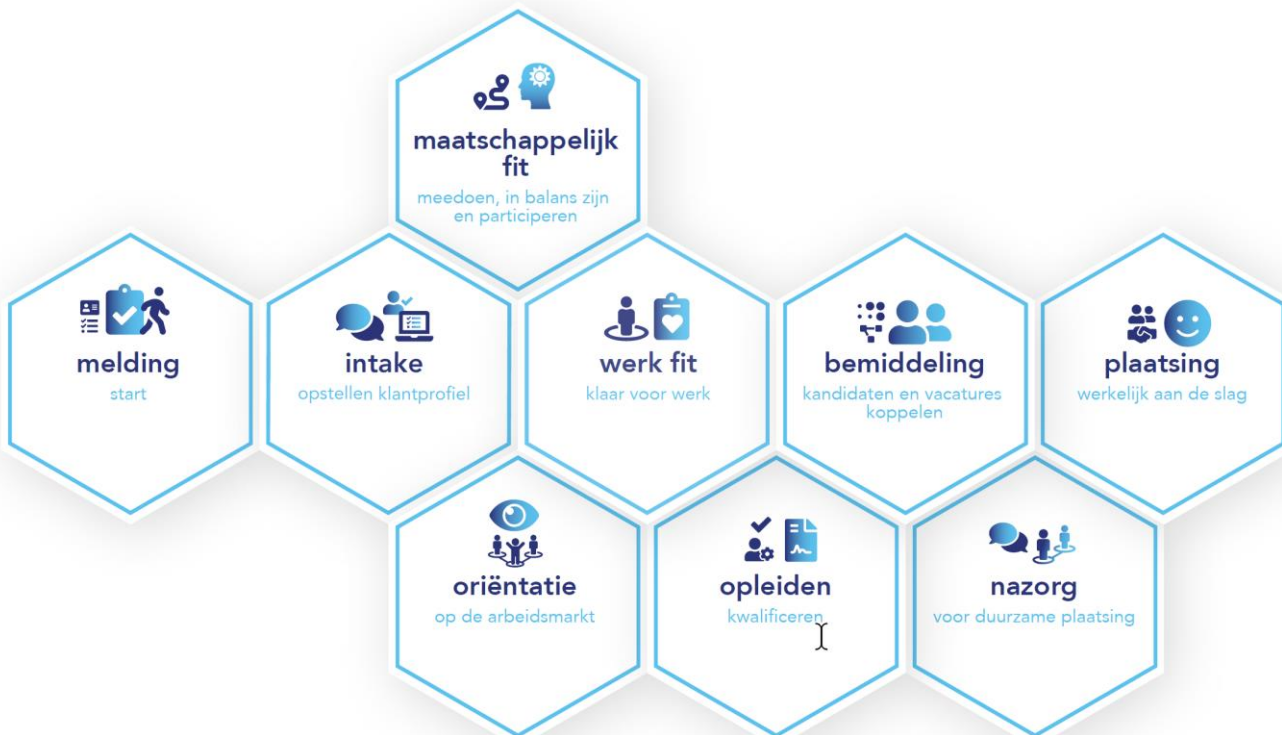 maatschappelijk
fit
meedoen, in balans zijn
en participeren
melding
start
intake
opstellen klantprofiel
werk fit
klaar voor werk
bemiddeling
kandidaten en vacatures
koppelen
plaatsing
werkelijk aan de slag
oriëntatie
op de arbeidsmarkt
opleiden
kwalificeren
nazorg
voor duurzame plaatsing